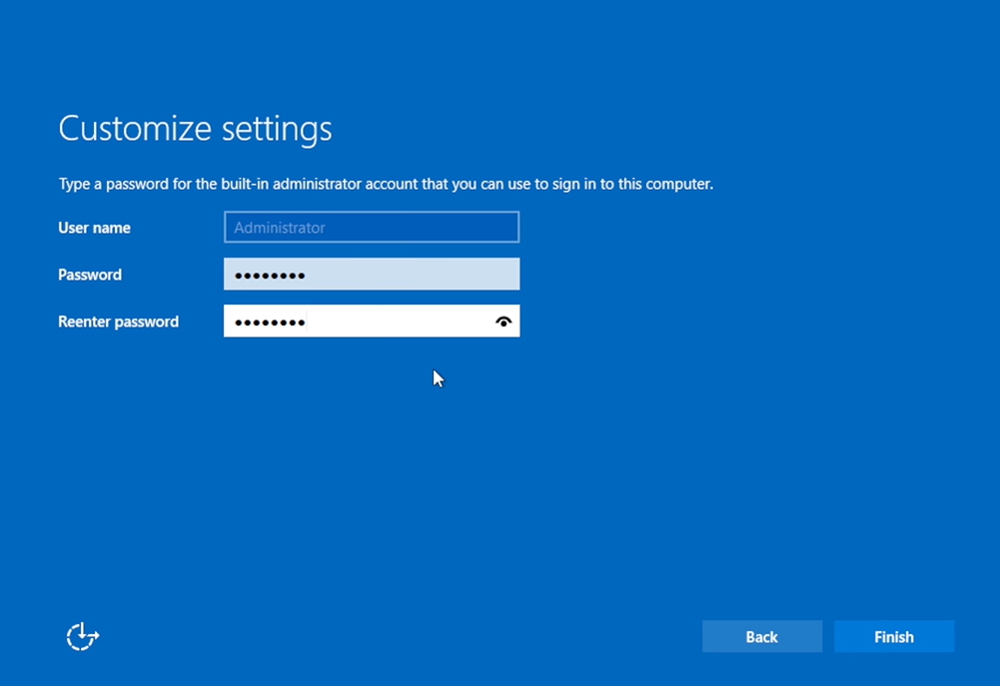 Customize settings
Type a password for the built-in administrator account that you can use to sign in to this computer.
User name
Administrator
Password
••••••••
Reenter password
••••••••
Back
Finish